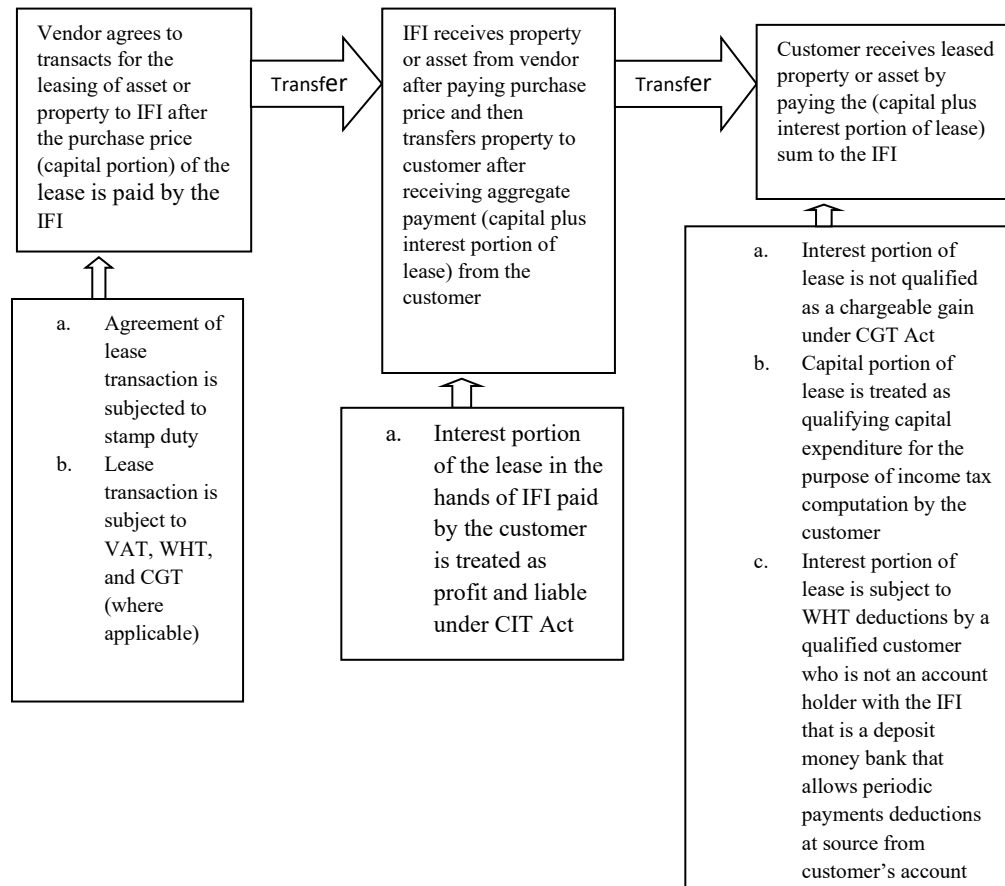 Vendor agrees to
transacts for the
leasing of asset or
property to IFI after
the purchase price
(capital portion) of
the lease is paid by the
IFI
Transfer
IFI receives property
or asset from vendor
after paying purchase
price and then
transfers property to
customer after
receiving aggregate
payment (capital plus
interest portion of
lease) from the
customer
Transfer
Customer receives leased
property or asset by
paying the (capital plus
interest portion of lease)
sum to the IFI
a. Agreement of
lease
transaction is
subjected to
stamp duty
b. Lease
transaction is
subject to
VAT, WHT,
and CGT
(where
applicable)
a. Interest portion
of the lease in the
hands of IFI paid
by the customer
is treated as
profit and liable
under CIT Act
a. Interest portion of
lease is not qualified
as a chargeable gain
under CGT Act
b. Capital portion of
lease is treated as
qualifying capital
expenditure for the
purpose of income tax
computation by the
customer
c. Interest portion of
lease is subject to
WHT deductions by a
qualified customer
who is not an account
holder with the IFI
that is a deposit
money bank that
allows periodic
payments deductions
at source from
customer’s account